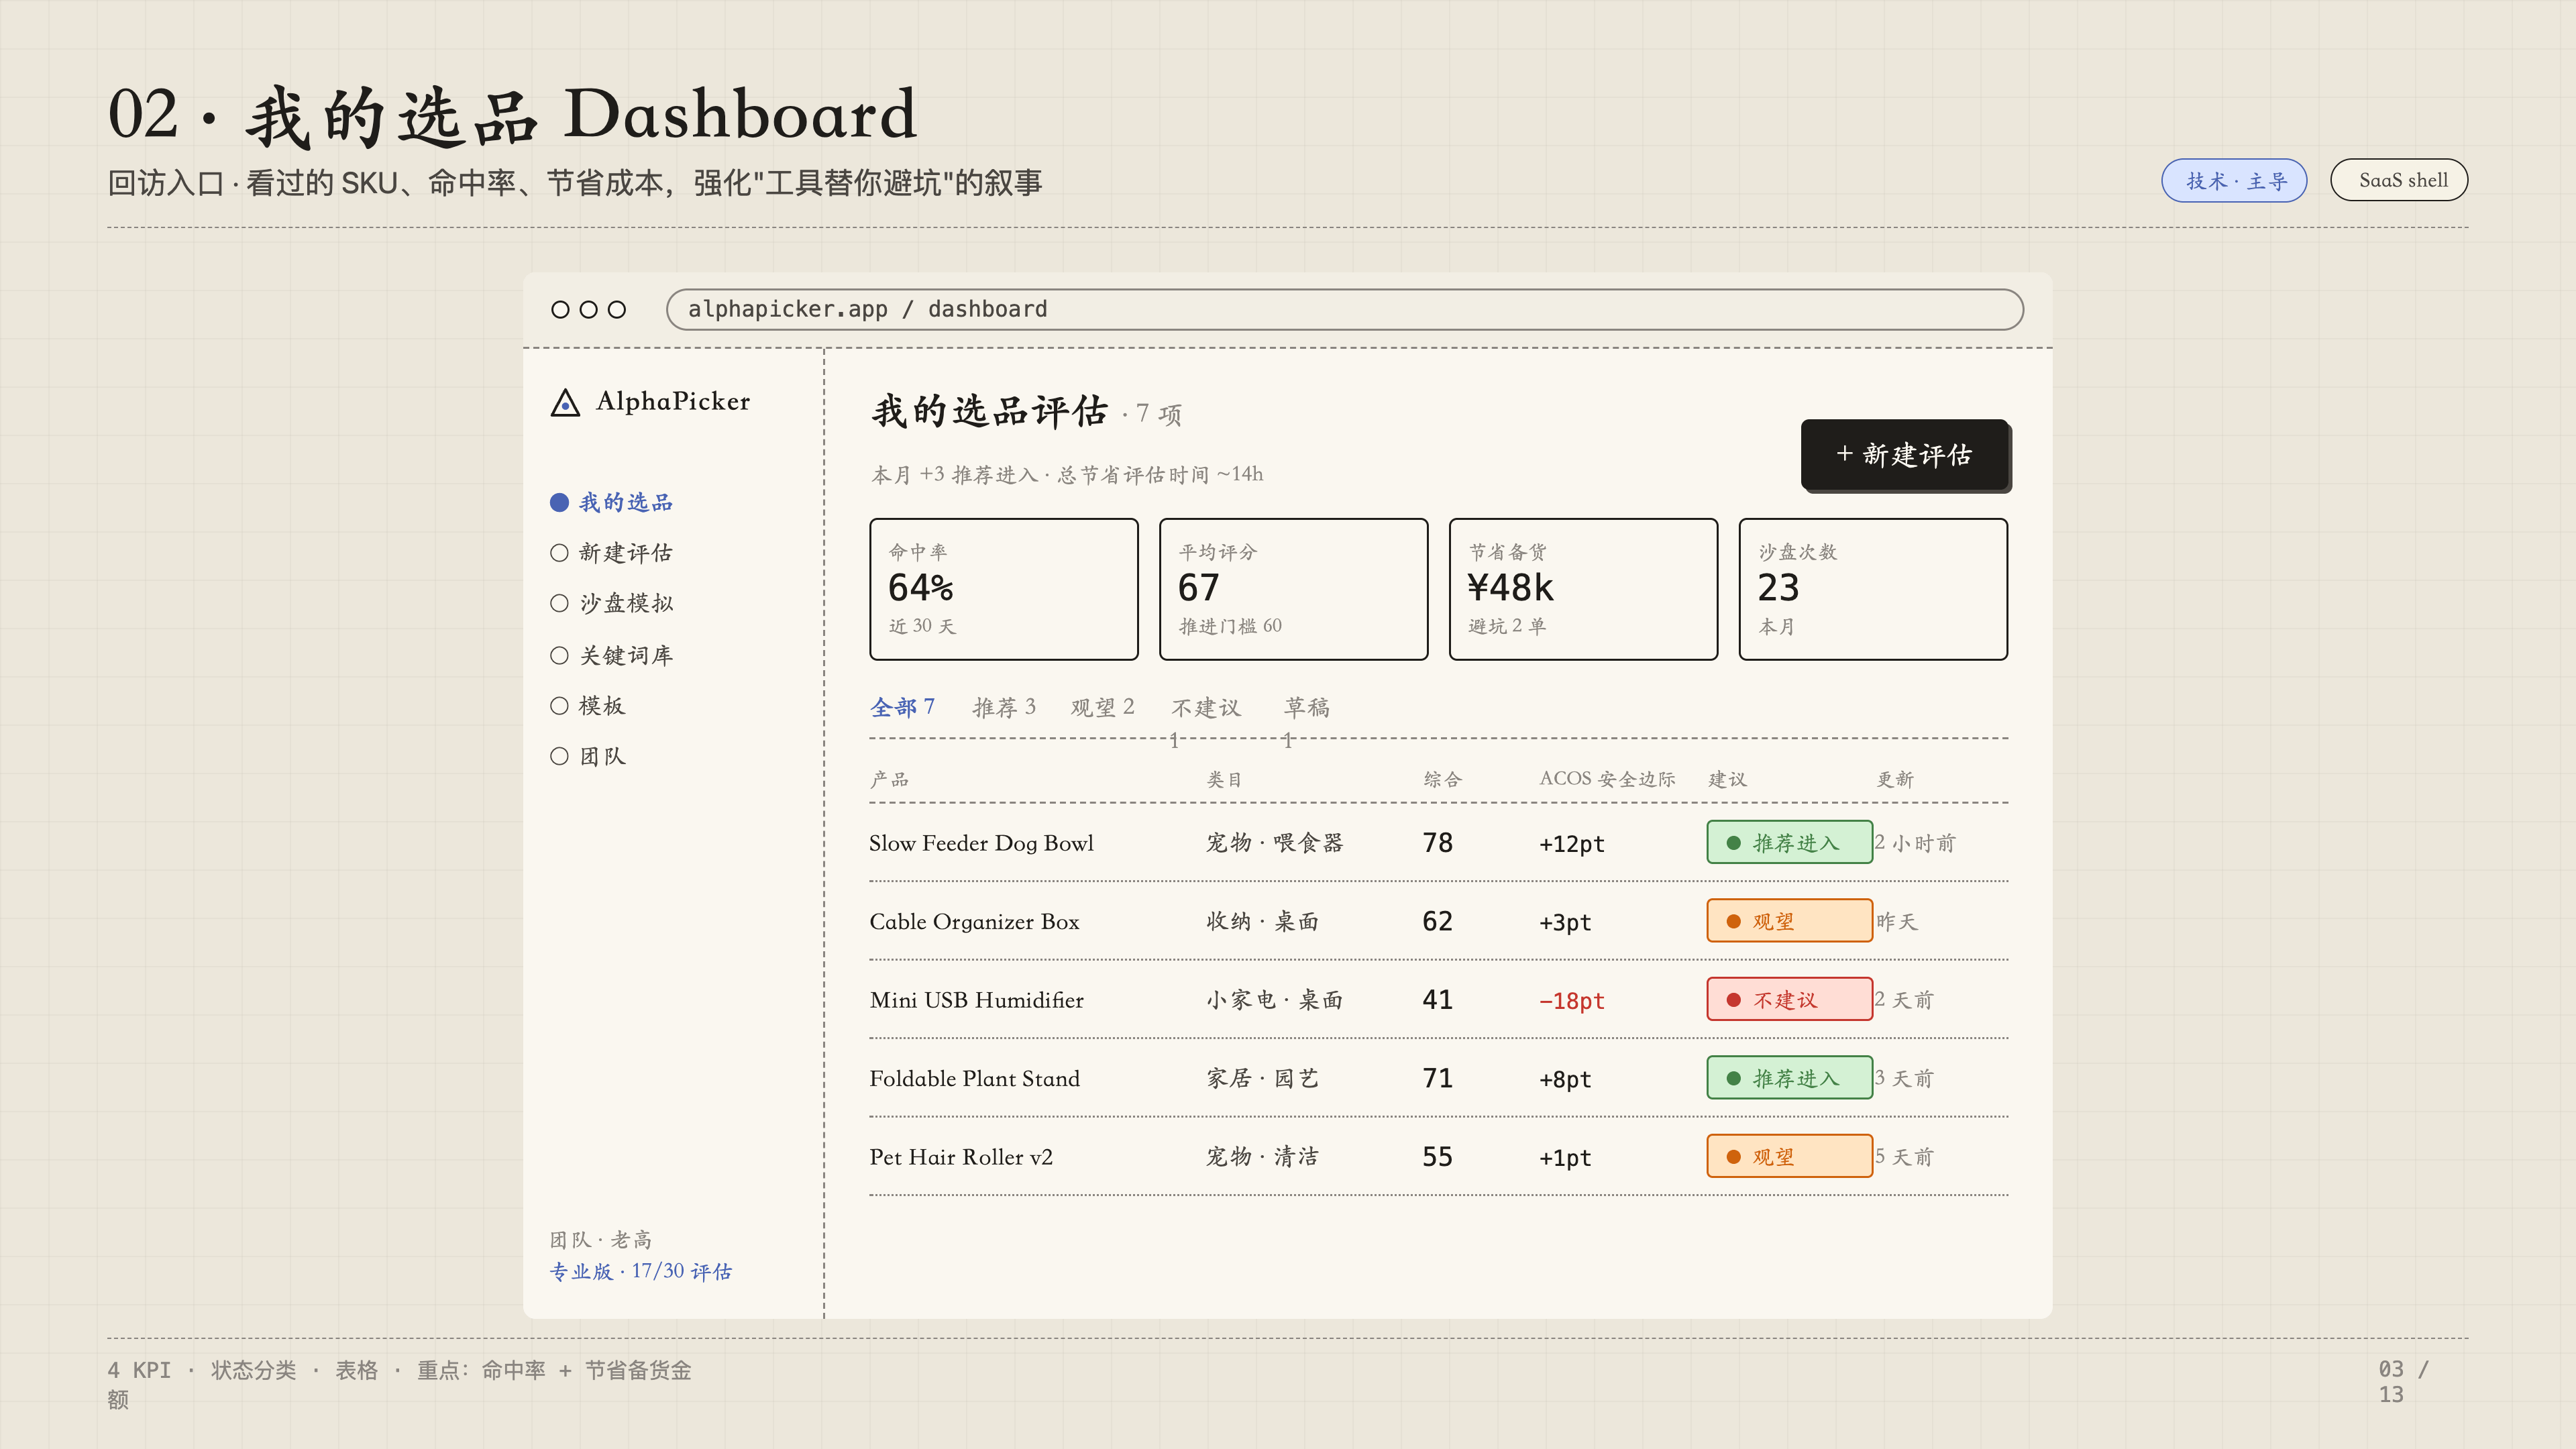 02 · 我的选品 Dashboard
回访入口 · 看过的 SKU、命中率、节省成本，强化"工具替你避坑"的叙事
技术 · 主导
SaaS shell
alphapicker.app / dashboard
AlphaPicker
我的选品
新建评估
沙盘模拟
关键词库
模板
团队
团队 · 老高
专业版 · 17/30 评估
我的选品评估 · 7 项
本月 +3 推荐进入 · 总节省评估时间 ~14h
+ 新建评估
命中率
64%
近 30 天
平均评分
67
推进门槛 60
节省备货
¥48k
避坑 2 单
沙盘次数
23
本月
全部 7
推荐 3
观望 2
不建议
1
草稿
1
产品 类目 综合 ACOS 安全边际 建议 更新
Slow Feeder Dog Bowl 宠物 · 喂食器 78 +12pt 推荐进入 2 小时前
Cable Organizer Box 收纳 · 桌面 62 +3pt 观望 昨天
Mini USB Humidifier 小家电 · 桌面 41 −18pt 不建议 2 天前
Foldable Plant Stand 家居 · 园艺 71 +8pt 推荐进入 3 天前
Pet Hair Roller v2 宠物 · 清洁 55 +1pt 观望 5 天前
4 KPI · 状态分类 · 表格 · 重点：命中率 + 节省备货金
额
03 /
13